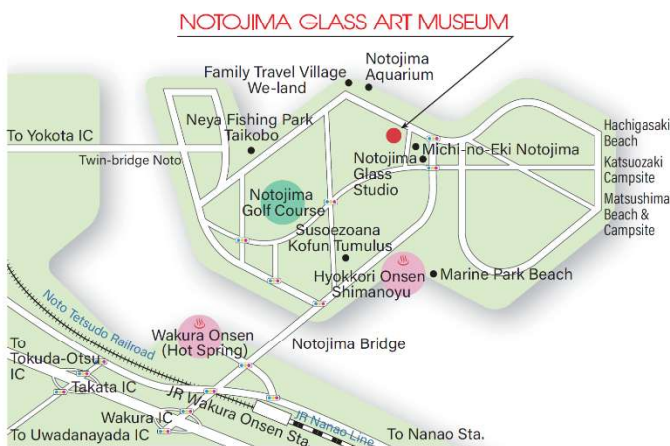 NOTOJIMA GLASS ART MUSEUM
Family Travel Village
We-land
Notojima
Aquarium
Neya Fishing Park
Taikobo
To Yokota IC
Twin-bridge Noto
Michi-no-Eki Notojima
Notojima
Glass
Studio
Hachigasaki
Beach
Katsuozaki
Campsite
Matsushima
Beach &
Campsite
Notojima
Golf Course
Susoezoana
Kofun Tumulus
Hyokkori Onsen
Shimanoyu
Marine Park Beach
Noto Tetsudo Railroad
Wakura Onsen
(Hot Spring)
Notojima Bridge
To
Tokuda-Otsu
IC
Takata IC
JR Wakura Onsen Sta.
Wakura IC
JR Nanao Line
To Uwadanayada IC
To Nanao Sta.